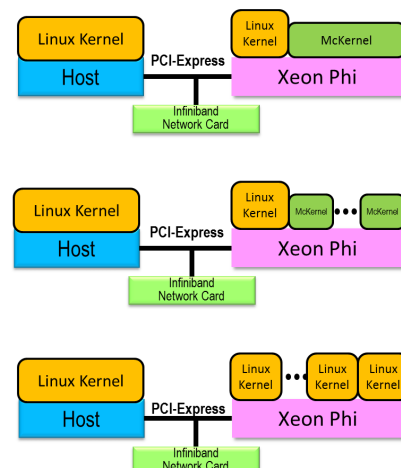 Linux Kernel
Host
PCI-Express
Infiniband
Network Card
Linux
Kernel
McKernel
Xeon Phi
Linux Kernel
Host
PCI-Express
Infiniband
Network Card
Linux
Kernel
McKernel
McKernel
Xeon Phi
Linux Kernel
Host
PCI-Express
Infiniband
Network Card
Linux
Kernel
Linux
Kernel
Linux
Kernel
Xeon Phi